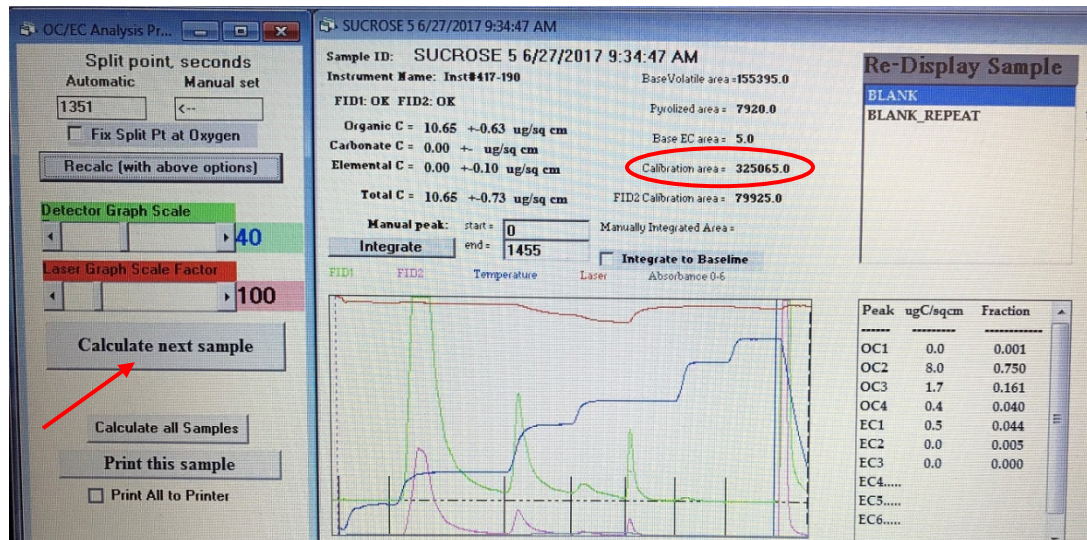 OC/EC Analysis Pr...
Split point, seconds
Automatic Manual set
1351 <--
Fix Split Pt at Oxygen
Recalc (with above options)
Detector Graph Scale
40
Laser Graph Scale Factor
100
Calculate next sample
Calculate all Samples
Print this sample
Print All to Printer
SUCROSE 5 6/27/2017 9:34:47 AM
Sample ID: SUCROSE 5 6/27/2017 9:34:47 AM
Instrument Name: Inst#417-190
FID1: OK FID2: OK
Organic C = 10.65 +-0.63 ug/sq cm
Carbonate C = 0.00 +- ug/sq cm
Elemental C = 0.00 +-0.10 ug/sq cm
Total C = 10.65 +-0.73 ug/sq cm
BaseVolatile area =155395.0
Pyrolized area = 7920.0
Base EC area = 5.0
Calibration area = 325065.0
FID2 Calibration area = 79925.0
Manual peak: start = 0
Integrate end = 1455
Manually Integrated Area =
Integrate to Baseline
FID1 FID2 Temperature Laser Absorbance 0-6
Re-Display Sample
BLANK
BLANK_REPEAT
Peak ugC/sqcm Fraction
------ --------- ------------
OC1 0.0 0.001
OC2 8.0 0.750
OC3 1.7 0.161
OC4 0.4 0.040
EC1 0.5 0.044
EC2 0.0 0.005
EC3 0.0 0.000
EC4.....
EC5.....
EC6.....